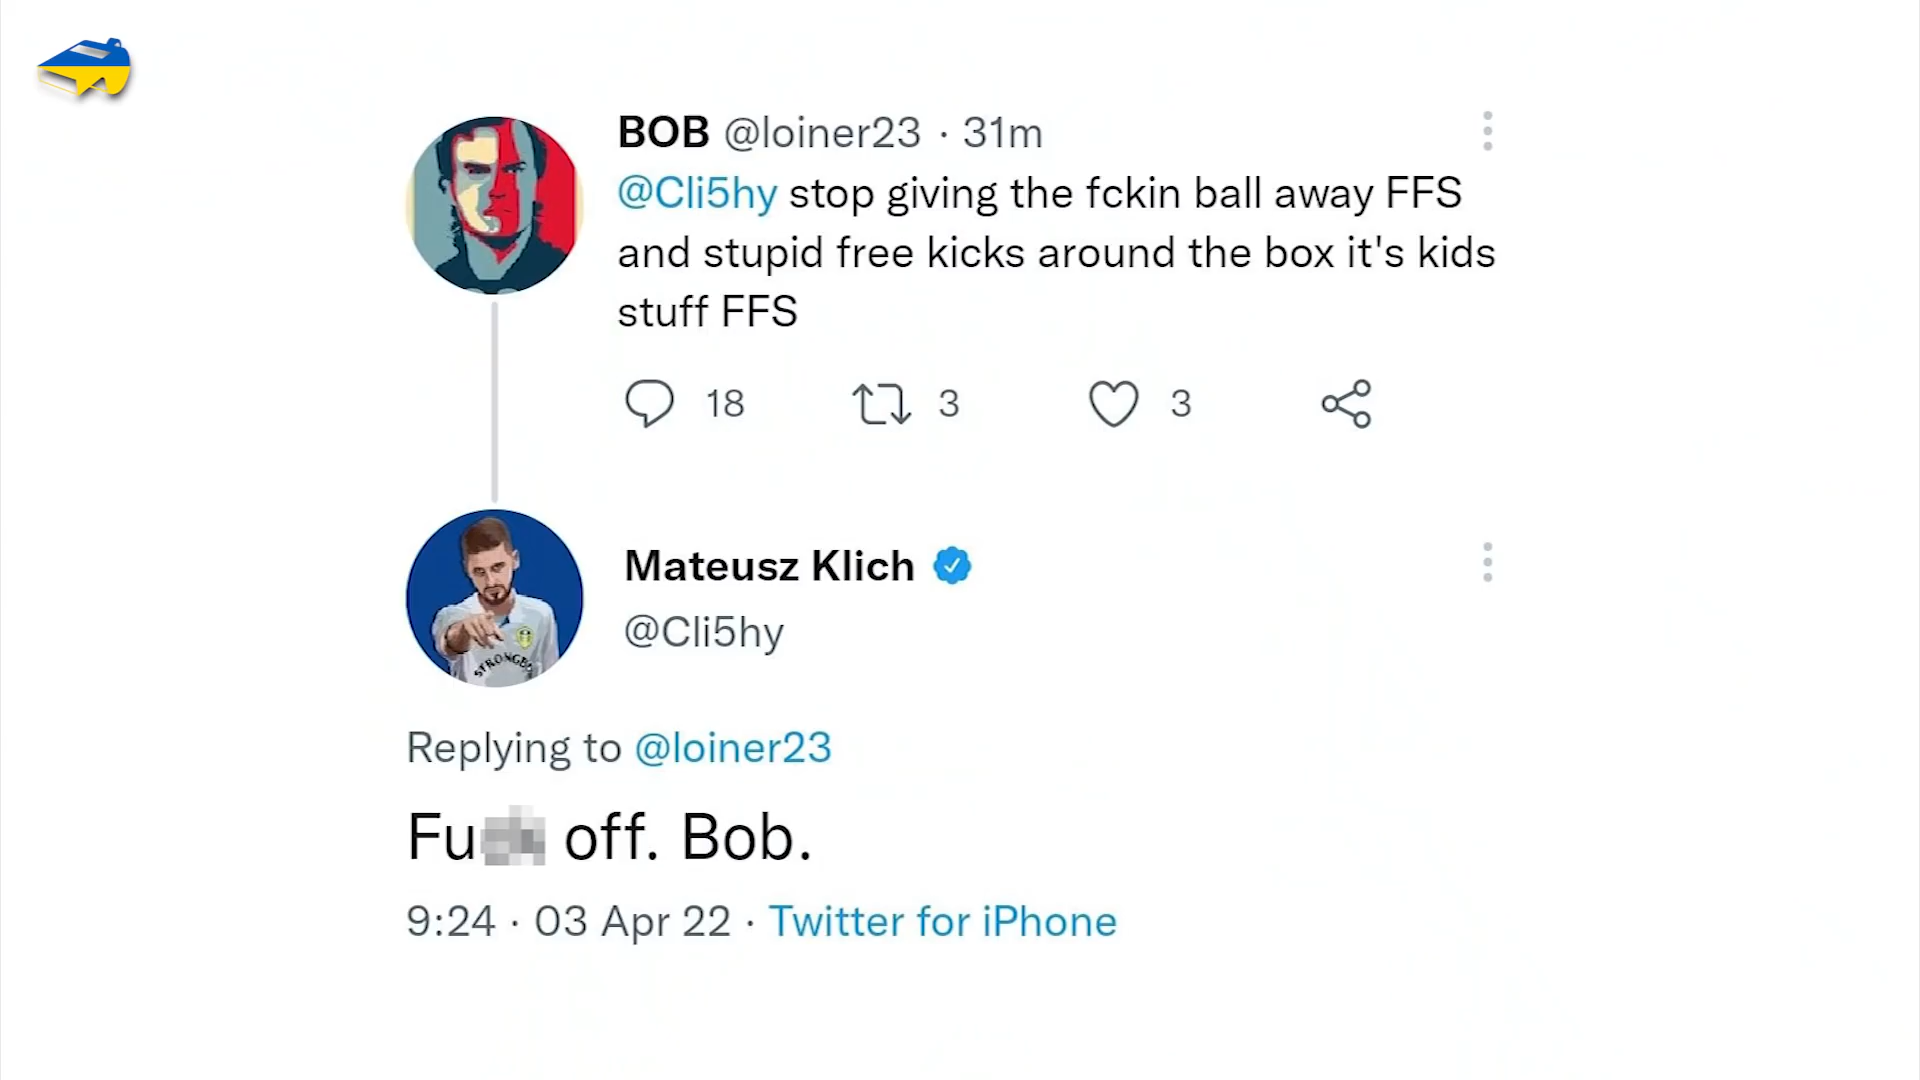 BOB @loiner23 · 31m
@Cli5hy stop giving the fckin ball away FFS
and stupid free kicks around the box it's kids
stuff FFS
18 3 3
Mateusz Klich
@Cli5hy
STRONGB
Replying to @loiner23
Fu off. Bob.
9:24 · 03 Apr 22 · Twitter for iPhone